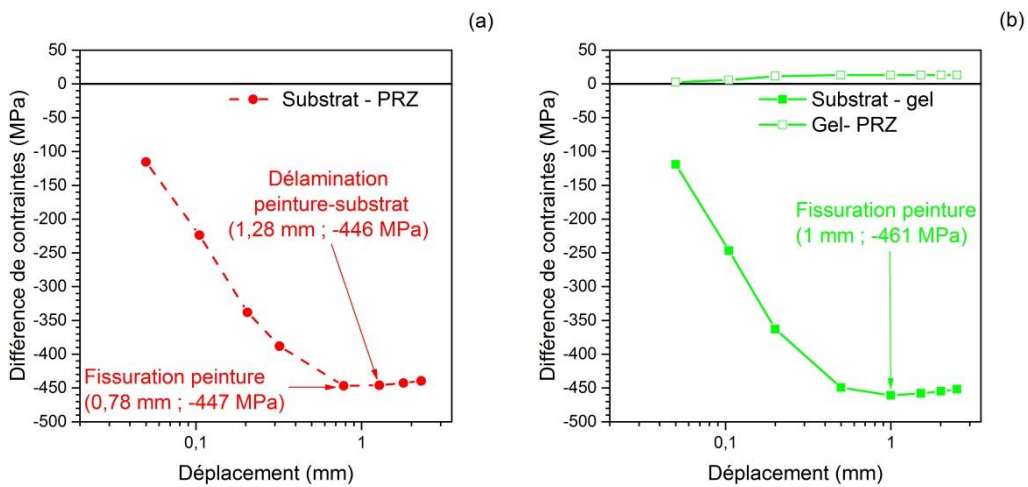 (a)
50
0
-50
-100
-150
-200
-250
-300
-350
-400
-450
-500
Différence de contraintes (MPa)
Substrat - PRZ
Délamination
peinture-substrat
(1,28 mm ; -446 MPa)
Fissuration peinture
(0,78 mm ; -447 MPa)
0,1
1
Déplacement (mm)
(b)
50
0
-50
-100
-150
-200
-250
-300
-350
-400
-450
-500
Différence de contraintes (MPa)
Substrat - gel
Gel- PRZ
Fissuration peinture
(1 mm ; -461 MPa)
0,1
1
Déplacement (mm)